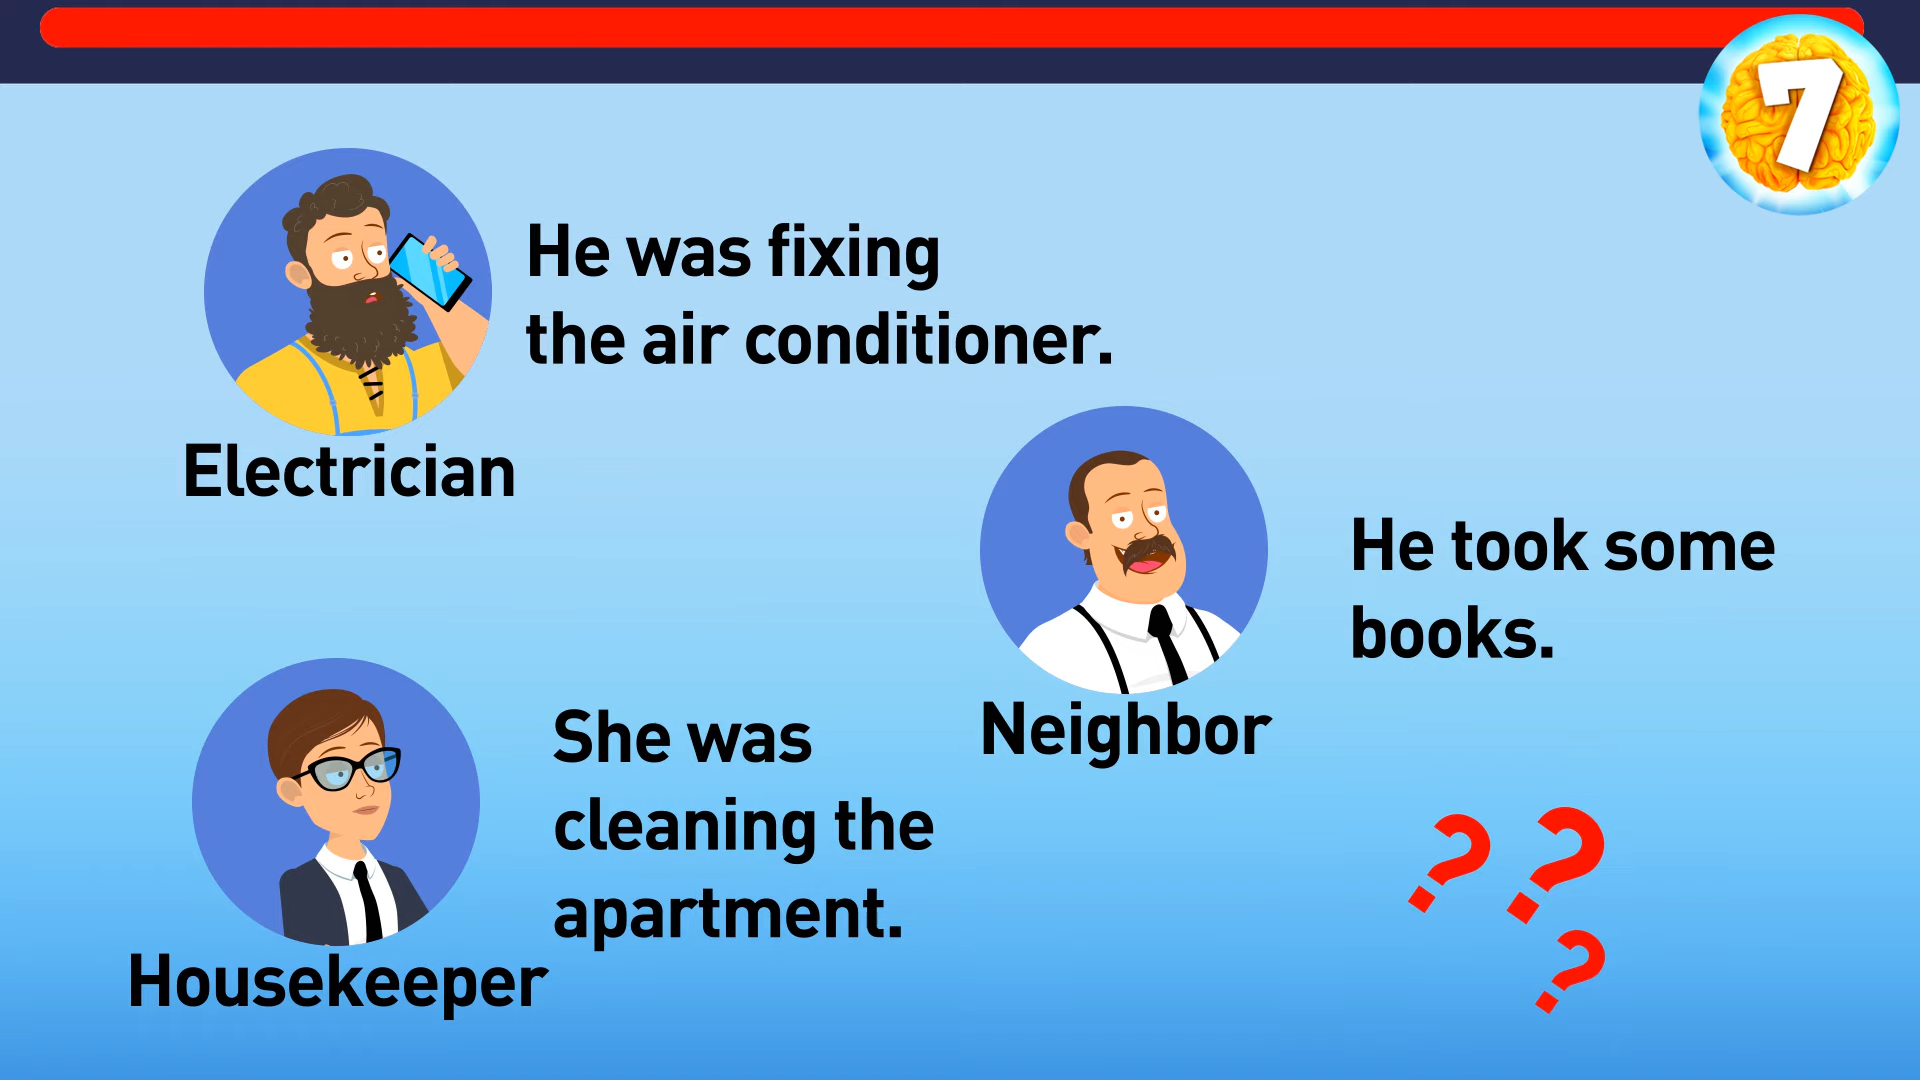 7
He was fixing
the air conditioner.
Electrician
He took some
books.
Neighbor
She was
cleaning the
apartment.
Housekeeper
? ?
?